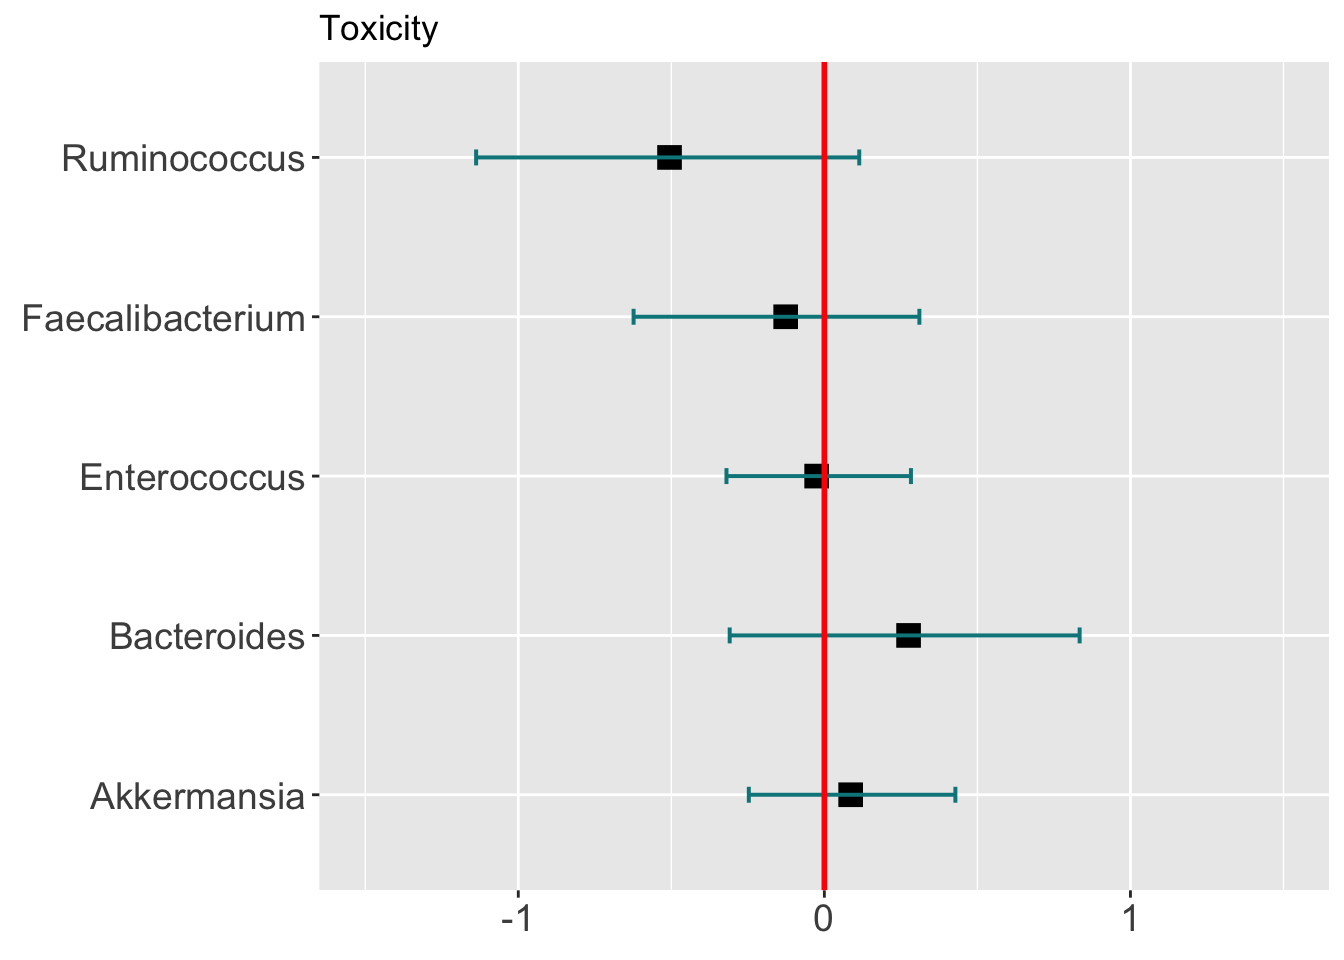 Toxicity
Ruminococcus
Faecalibacterium
Enterococcus
Bacteroides
Akkermansia
-1 0 1